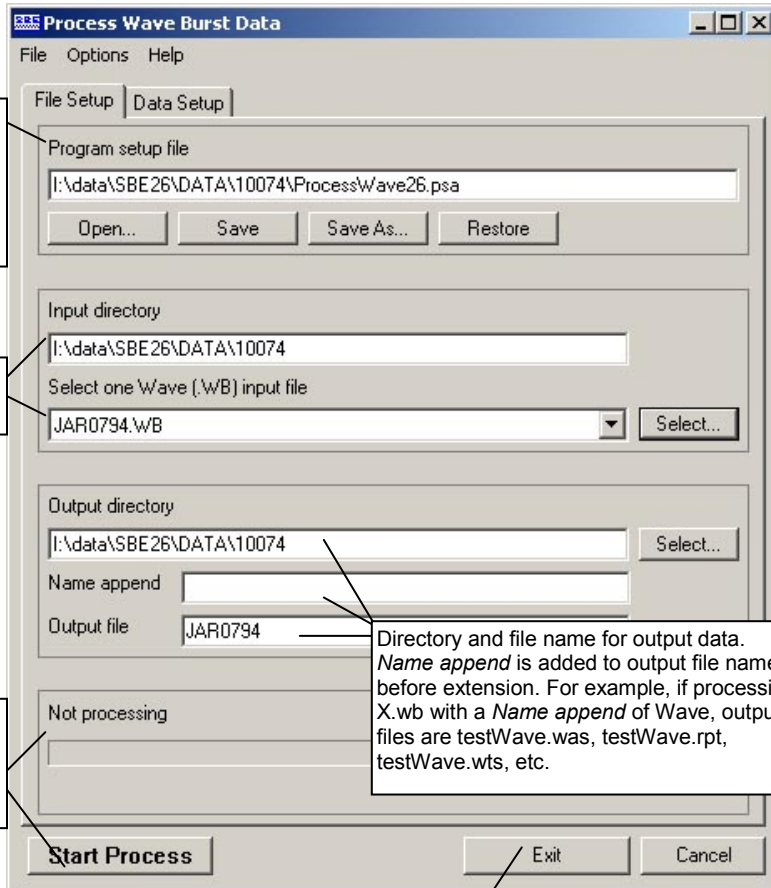 Process Wave Burst Data
File Options Help
File Setup Data Setup
Program setup file
I:\data\SBE26\DATA\10074\ProcessWave26.psa
Open... Save Save As... Restore
Input directory
I:\data\SBE26\DATA\10074
Select one Wave (.WB) input file
JAR0794.WB Select...
Output directory
I:\data\SBE26\DATA\10074 Select...
Name append
Output file JAR0794
Directory and file name for output data.
Name append is added to output file name
before extension. For example, if processi
X.wb with a Name append of Wave, outpu
files are testWave.was, testWave.rpt,
testWave.wts, etc.
Not processing
Start Process Exit Cancel